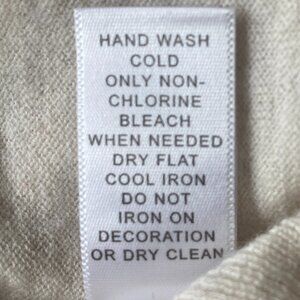 HAND WASH
COLD
ONLY NON-
CHLORINE
BLEACH
WHEN NEEDED
DRY FLAT
COOL IRON
DO NOT
IRON ON
DECORATION
OR DRY CLEAN